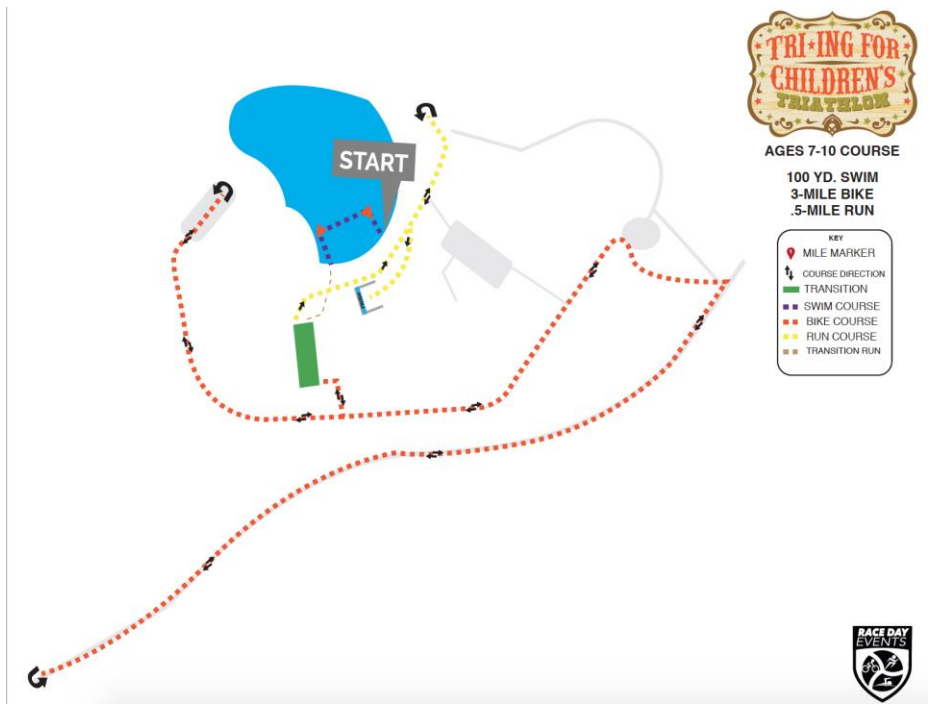 TRI★ING FOR
CHILDREN'S
TRIATHLON
AGES 7-10 COURSE
100 YD. SWIM
3-MILE BIKE
.5-MILE RUN
START
KEY
MILE MARKER
COURSE DIRECTION
TRANSITION
SWIM COURSE
BIKE COURSE
RUN COURSE
TRANSITION RUN
RACE DAY
EVENTS